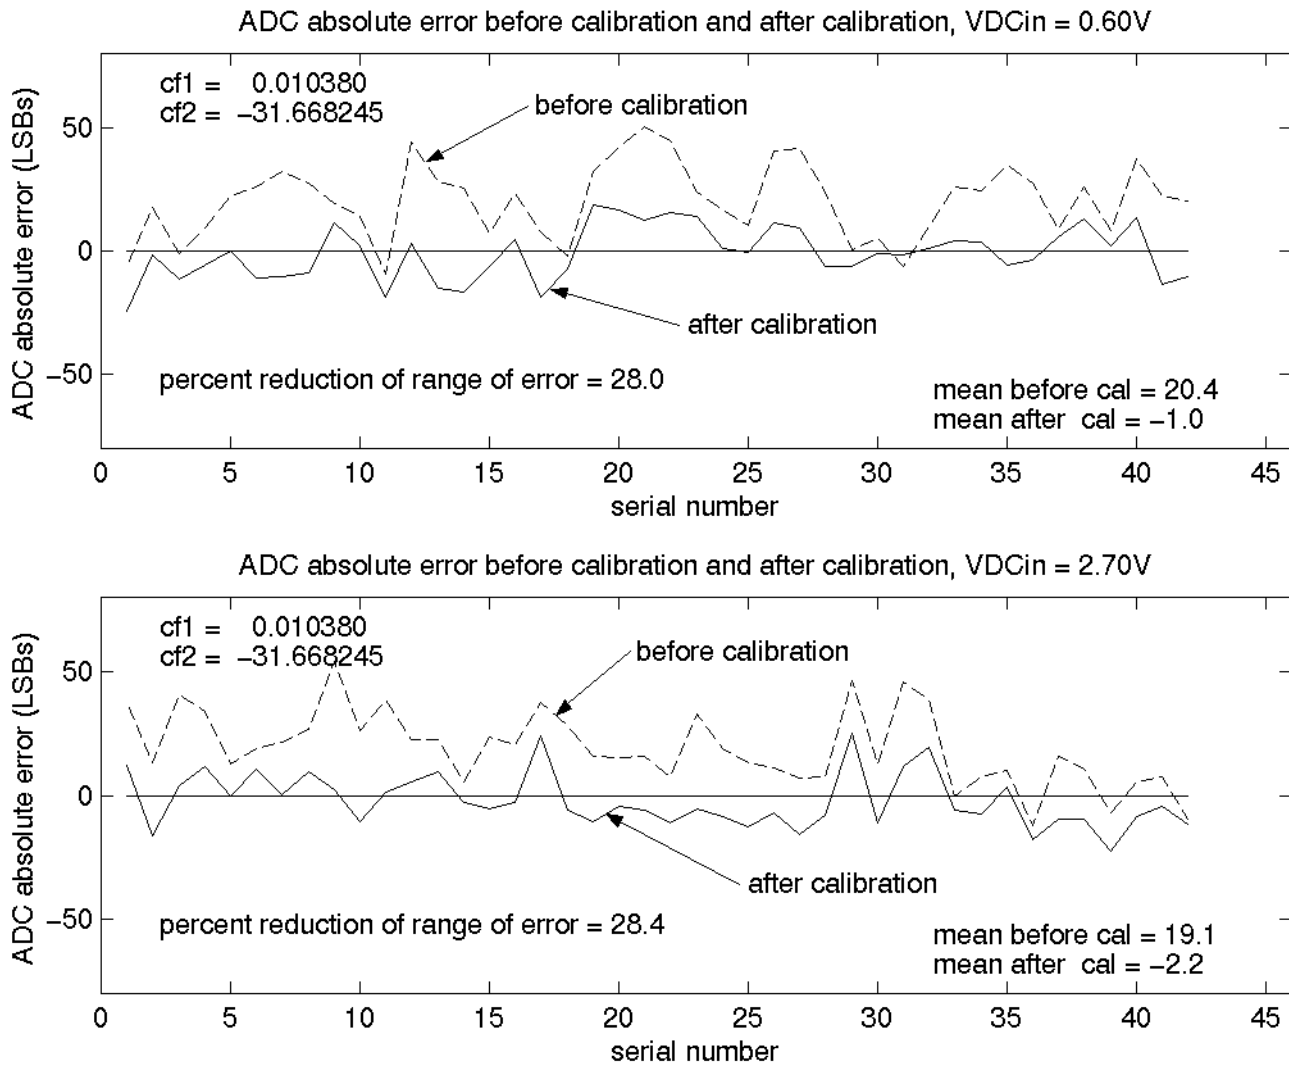 ADC absolute error before calibration and after calibration, VDCin = 0.60V
cf1 = 0.010380
cf2 = −31.668245
before calibration
50
0
−50
ADC absolute error (LSBs)
after calibration
percent reduction of range of error = 28.0
mean before cal = 20.4
mean after cal = −1.0
0 5 10 15 20 25 30 35 40 45
serial number
ADC absolute error before calibration and after calibration, VDCin = 2.70V
cf1 = 0.010380
cf2 = −31.668245
before calibration
50
0
−50
ADC absolute error (LSBs)
after calibration
percent reduction of range of error = 28.4
mean before cal = 19.1
mean after cal = −2.2
0 5 10 15 20 25 30 35 40 45
serial number